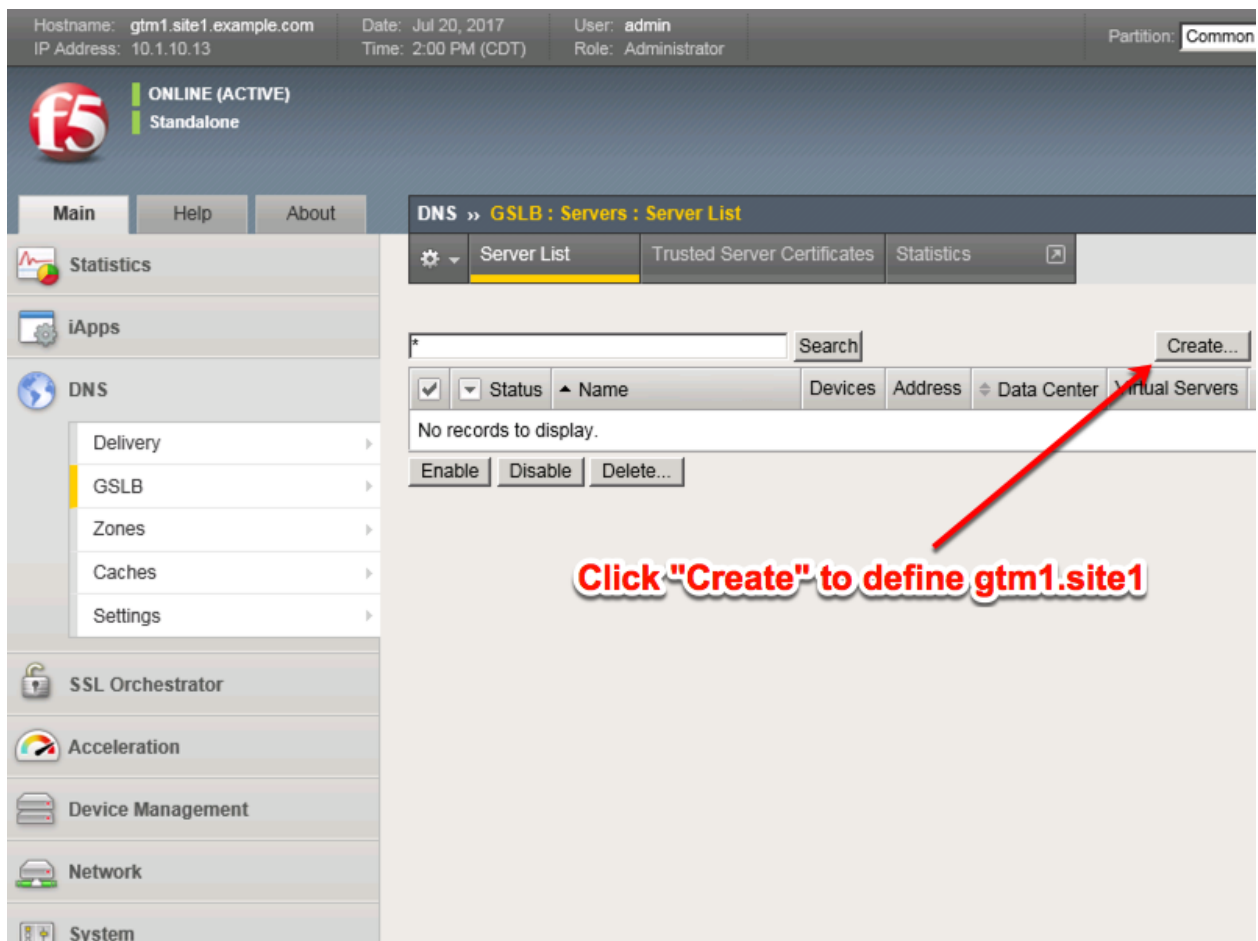 Hostname: gtm1.site1.example.com Date: Jul 20, 2017 User: admin Partition: Common
IP Address: 10.1.10.13 Time: 2:00 PM (CDT) Role: Administrator
f5
ONLINE (ACTIVE)
Standalone
Main Help About
DNS ›› GSLB : Servers : Server List
Server List Trusted Server Certificates Statistics
Statistics
iApps
DNS
Delivery
GSLB
Zones
Caches
Settings
SSL Orchestrator
Acceleration
Device Management
Network
System
* Search Create...
Status Name Devices Address Data Center Virtual Servers
No records to display.
Enable Disable Delete...
Click "Create" to define gtm1.site1